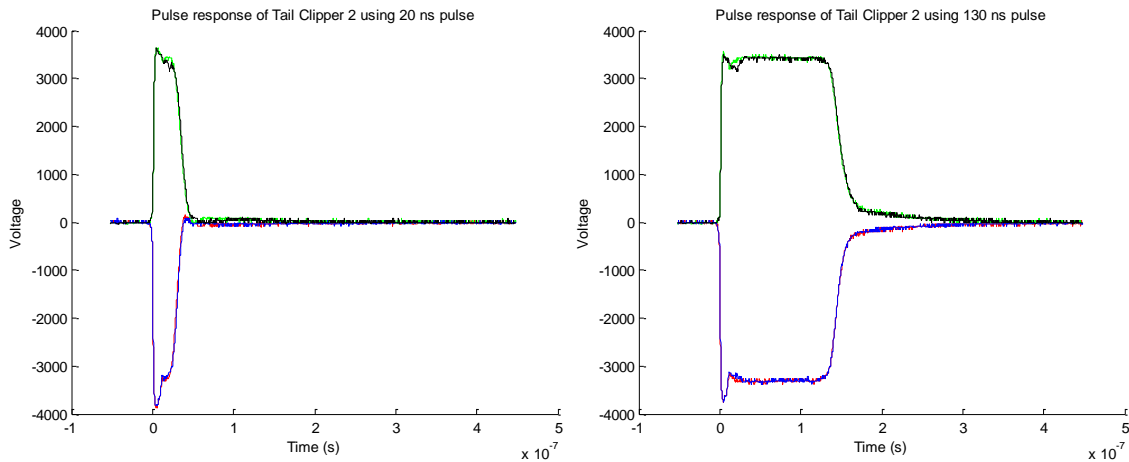 Pulse response of Tail Clipper 2 using 20 ns pulse
4000
3000
2000
1000
0
-1000
-2000
-3000
-4000
Voltage
-1 0 1 2 3 4 5
Time (s)
x 10^-7
Pulse response of Tail Clipper 2 using 130 ns pulse
4000
3000
2000
1000
0
-1000
-2000
-3000
-4000
Voltage
-1 0 1 2 3 4 5
Time (s)
x 10^-7